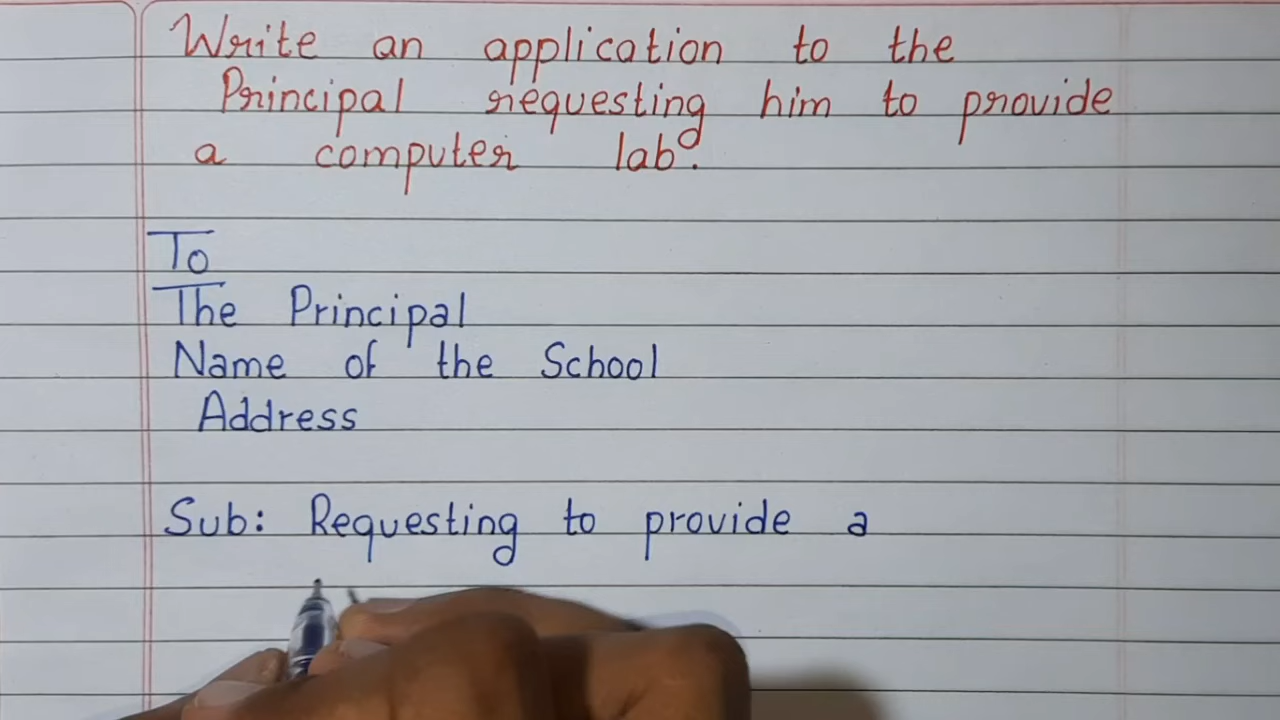 Write an application to the
Principal requesting him to provide
a computer lab.
To
The Principal
Name of the School
Address
Sub: Requesting to provide a